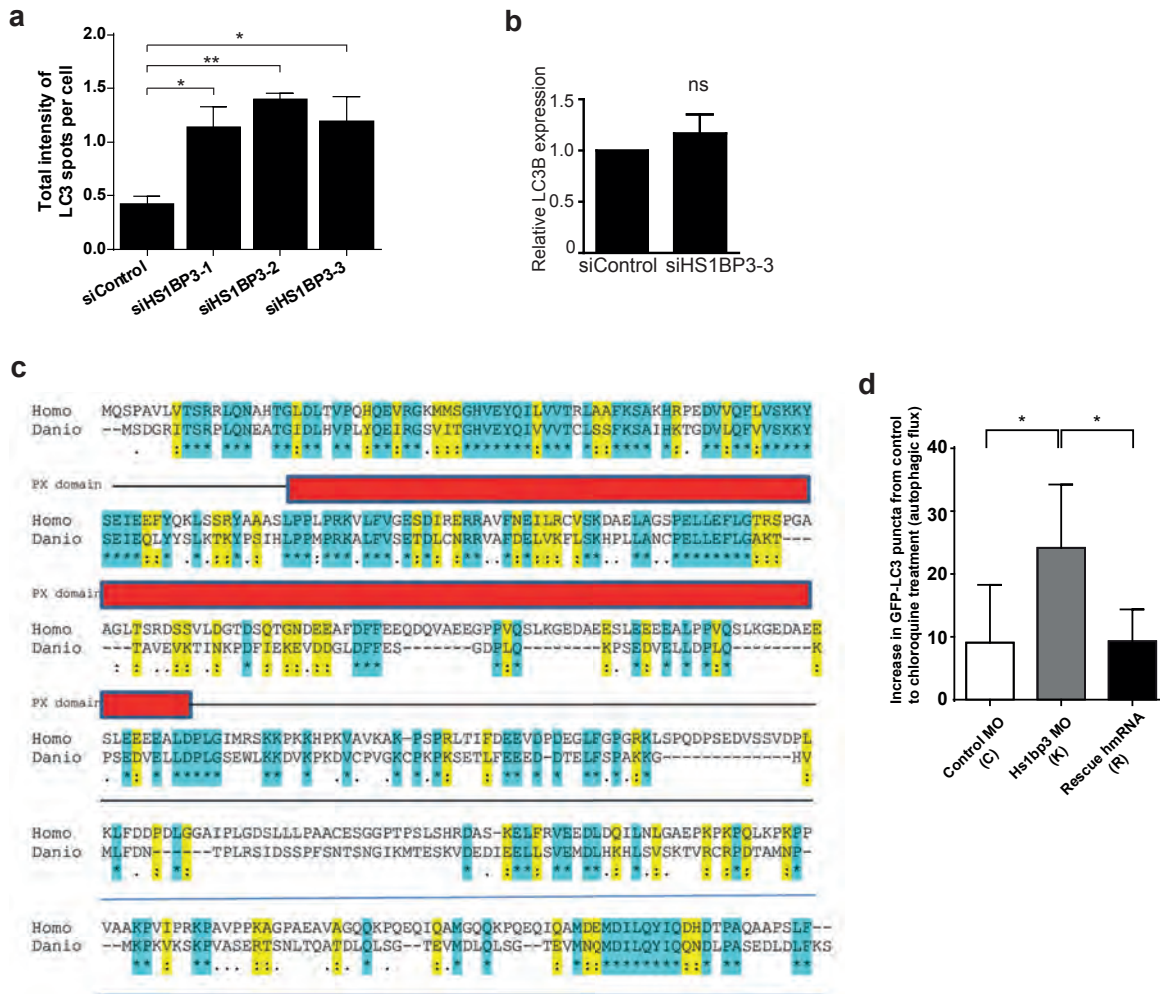 a
Total intensity of
LC3 spots per cell
2.0
1.5
1.0
0.5
0.0
*
**
*
siControl
siHS1BP3-1
siHS1BP3-2
siHS1BP3-3
b
Relative LC3B expression
1.5
1.0
0.5
0
ns
siControl
siHS1BP3-3
c
Homo MQSPAVLVTSRRLQNAHTGLDLTVPQHQEVRGKMMSGHVEYQILVVTRLAAFKSAKHRPEDVVQFLVSKKY
Danio --MSDGRITSRPLQNEATGIDLHVPLYQEIRGSVITGHVEYQIVVVTCLSSFKSAIHKTGDVLQFVVSKKY
PX domain
Homo SEIEEFYQKLSSRYAAASLPPLPRKVLFVGESDIRERRAVFNEILRCVSKDAELAGSPELLEFLGTRSPGA
Danio SEIEQLYYSLKTKYPSIHLPPMPRKALFVSETDLCNRRVAFDELVKFLSKHPLLANCPELLEFLGAKT---
PX domain
Homo AGLTSRDSSVLDGTDSQTGNDEEAFDFFEEQDQVAEEGPPVQSLKGEDAEESLEEEEALPPVQSLKGEDAEE
Danio --TAVEVKTINKPDFIEKEVDDGLDFFES-------GDPLQ-------KPSEDVELLDPLQ---------K
PX domain
Homo SLEEEEALDPLGIMRSKKPKKHPKVAVKAK-PSPRLTIFDEEVDPDEGLFGPGRKLSPQDPSEDVSSVDPL
Danio PSEDVELLDPLGSEWLKKDVKPKDVCPVGKCPKPKSETLFEEED-DTELFSPAKKG------------HV
Homo KLFDDPDLGGAIPLGDSLLLPAACESGGPTPSLSHRDAS-KELFRVEEDLDQILNLGAEPKPKPQLKPKPP
Danio MLFDN-----TPLRSIDSSPFSNTSNGIKMTESKVDEDIEELLSVEMDLHKHLSVSKTVRCRPDTAMNP-
Homo VAAKPVIPRKPAVPPKAGPAEAVAGQQKPQEQIQAMGQQKPQEQIQAMDEMDILQYIQDHDTPAQAAPSLF--
Danio --MKPKVKSKPVASERTSNLTQATDLQLSG--TEVMDLQLSG--TEVMNQMDILQYIQQNDLPASEDLDLFKS
d
Increase in GFP-LC3 puncta from control
to chloroquine treatment (autophagic flux)
40
30
20
10
0
*
*
Control MO
(C)
Hs1bp3 MO
(K)
Rescue hmRNA
(R)